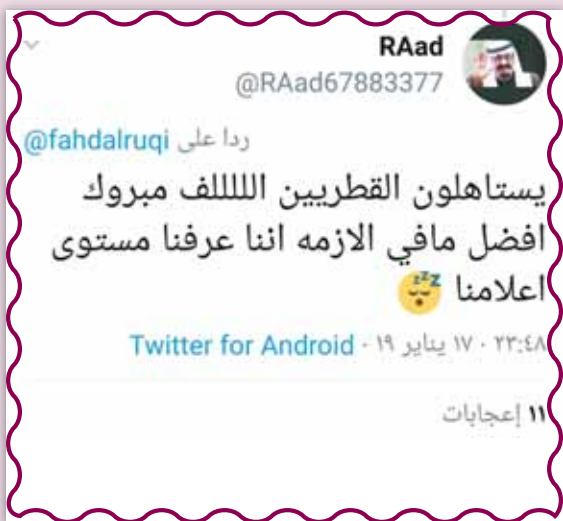 RAad
@RAad67883377
ردا على @fahdalruqi
يستاهلون القطريين الللللف مبروك
افضل مافي الازمه اننا عرفنا مستوى
اعلامنا 😴
٢٣:٤٨ · ١٧ يناير ١٩ · Twitter for Android
١١ إعجابات